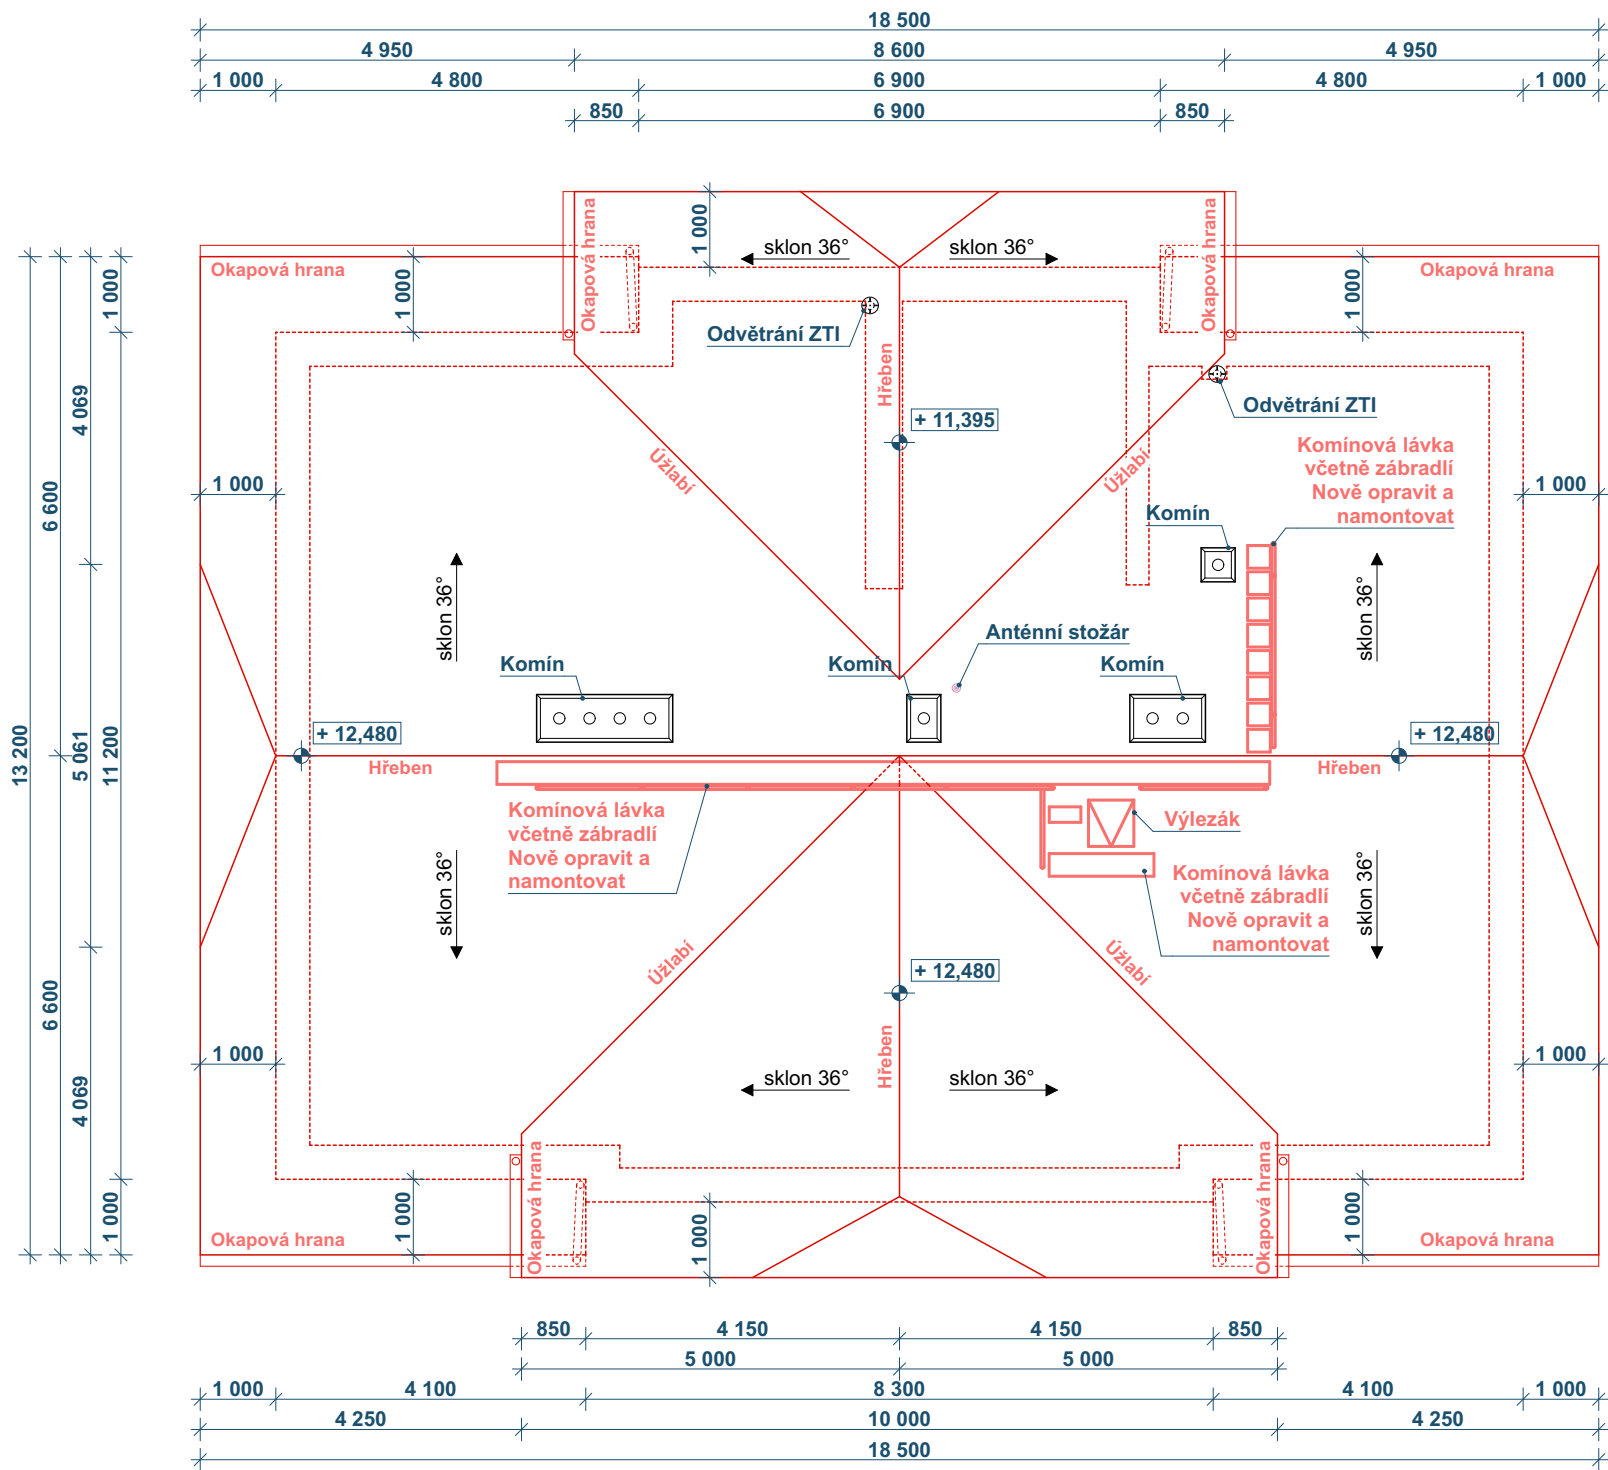 18 500
4 950
8 600
4 950
1 000
4 800
6 900
4 800
1 000
850
6 900
850
Okapová hrana
1 000
Okapová hrana
sklon 36°
sklon 36°
Okapová hrana
Okapová hrana
1 000
1 000
1 000
Odvětrání ZTI
Hřeben
Odvětrání ZTI
+ 11,395
Komínová lávka
včetně zábradlí
Nově opravit a
namontovat
Úžlabí
Úžlabí
1 000
1 000
Komín
4 069
6 600
sklon 36°
sklon 36°
Anténní stožár
Komín
Komín
Komín
+ 12,480
+ 12,480
13 200
5 061
11 200
Hřeben
Hřeben
Komínová lávka
včetně zábradlí
Nově opravit a
namontovat
Výlezák
Komínová lávka
včetně zábradlí
Nově opravit a
namontovat
sklon 36°
sklon 36°
Úžlabí
Úžlabí
+ 12,480
6 600
4 069
1 000
1 000
Hřeben
sklon 36°
sklon 36°
1 000
1 000
1 000
1 000
Okapová hrana
Okapová hrana
Okapová hrana
Okapová hrana
850
4 150
4 150
850
5 000
5 000
1 000
4 100
8 300
4 100
1 000
4 250
10 000
4 250
18 500